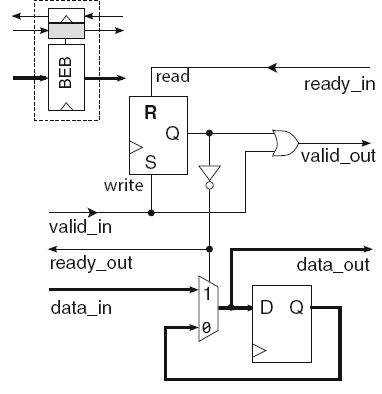 BEB
read
ready_in
R
Q
S
valid_out
write
valid_in
ready_out
data_out
data_in
1
D Q
0